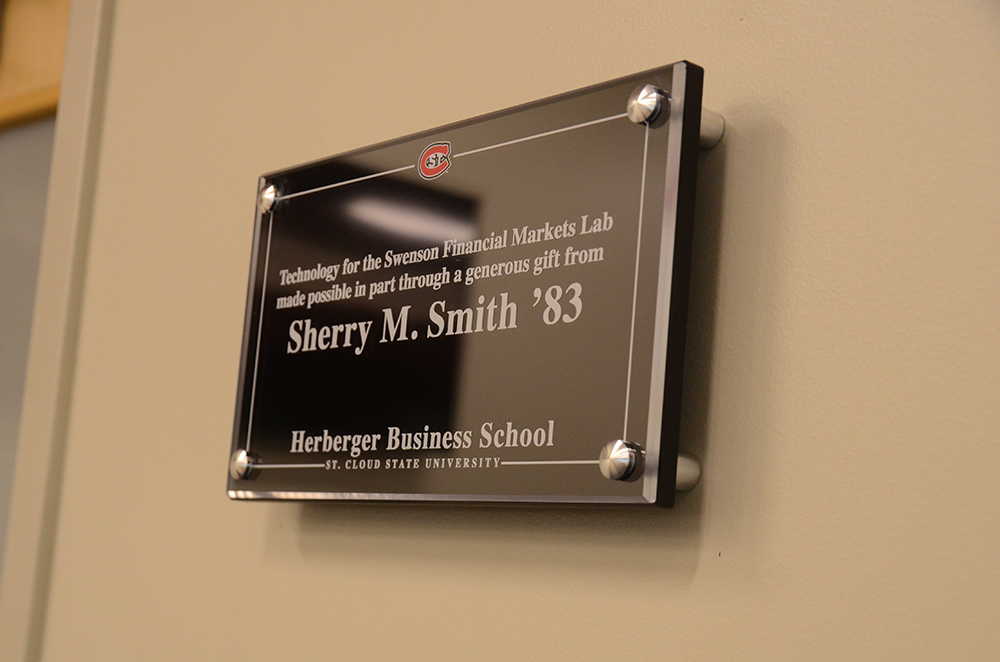 Technology for the Swenson Financial Markets Lab
made possible in part through a generous gift from
Sherry M. Smith ’83
Herberger Business School
ST. CLOUD STATE UNIVERSITY